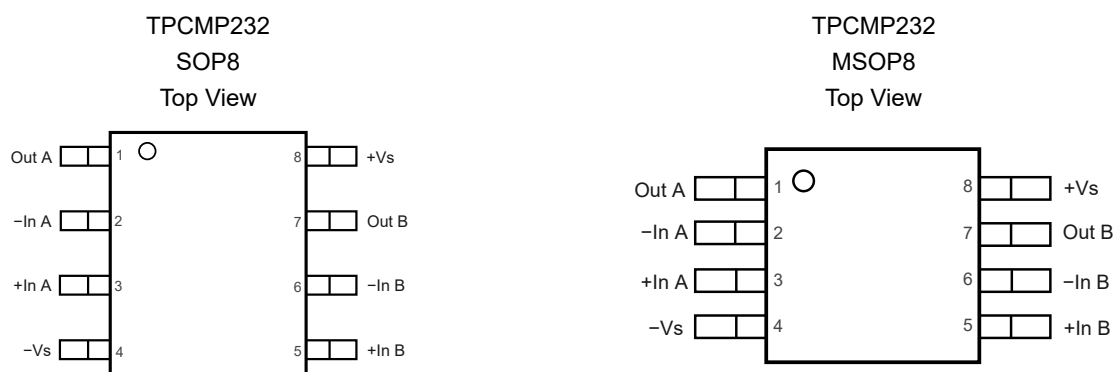 TPCMP232
SOP8
Top View
Out A 1 8 +Vs
−In A 2 7 Out B
+In A 3 6 −In B
−Vs 4 5 +In B
TPCMP232
MSOP8
Top View
Out A 1 8 +Vs
−In A 2 7 Out B
+In A 3 6 −In B
−Vs 4 5 +In B